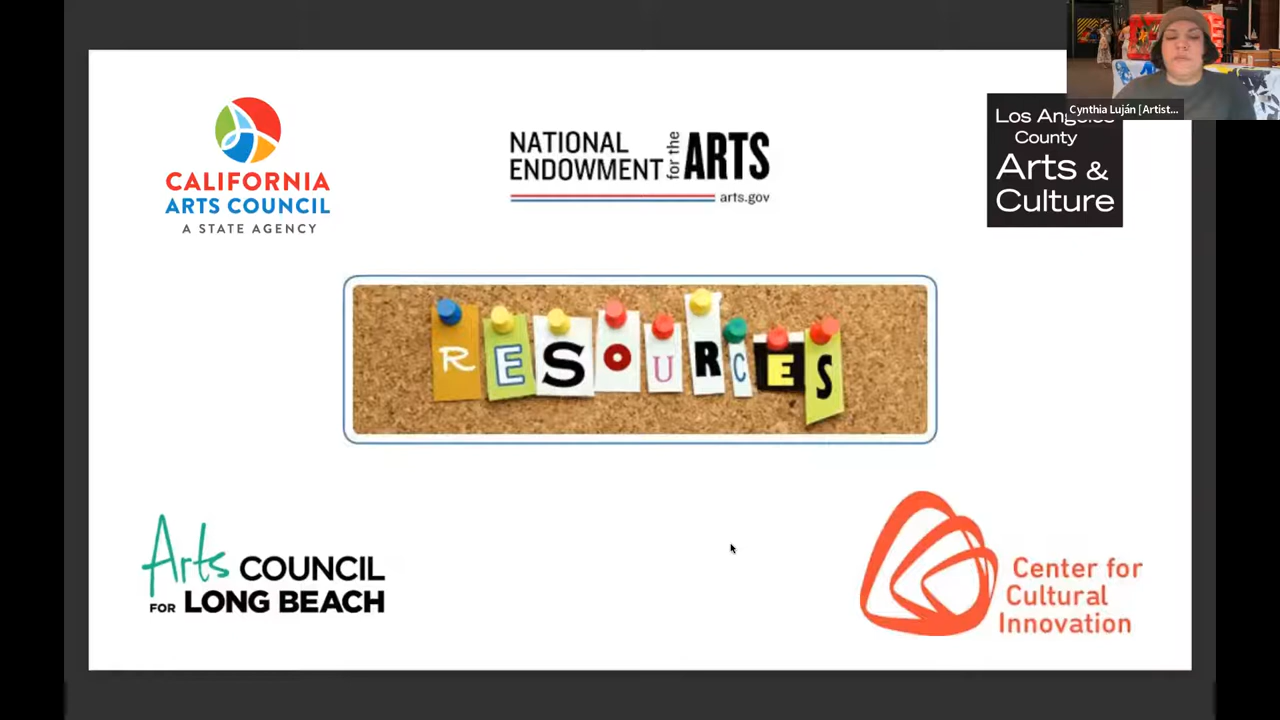 CALIFORNIA
ARTS COUNCIL
A STATE AGENCY
NATIONAL
ENDOWMENT
for the
ARTS
arts.gov
Cynthia Luján [Artist...
Los Angeles
County
Arts &
Culture
RESOURCES
Arts COUNCIL
FOR LONG BEACH
Center for
Cultural
Innovation